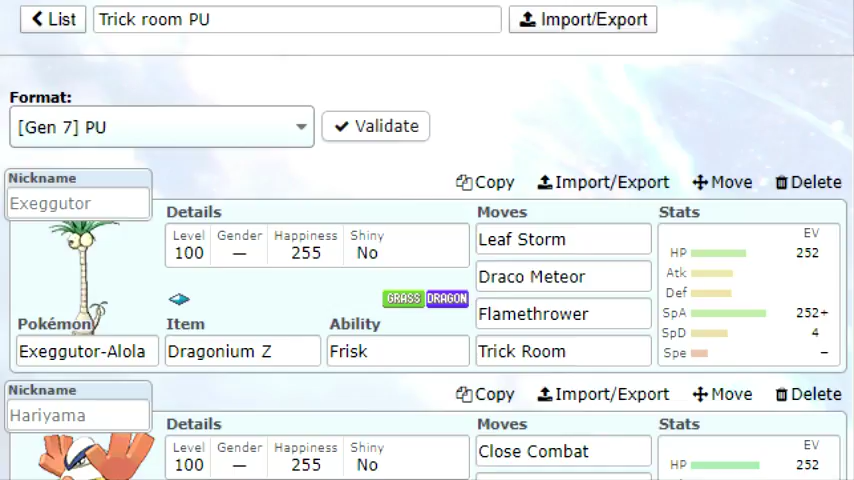 List
Trick room PU
Import/Export
Format:
[Gen 7] PU
Validate
Nickname
Exeggutor
Copy Import/Export Move Delete
Details
Level Gender Happiness Shiny
100 — 255 No
GRASS DRAGON
Pokémon Item Ability
Exeggutor-Alola Dragonium Z Frisk
Moves
Leaf Storm
Draco Meteor
Flamethrower
Trick Room
Stats
EV
HP 252
Atk
Def
SpA 252+
SpD 4
Spe −
Nickname
Hariyama
Copy Import/Export Move Delete
Details
Level Gender Happiness Shiny
100 — 255 No
Moves
Close Combat
Stats
EV
HP 252